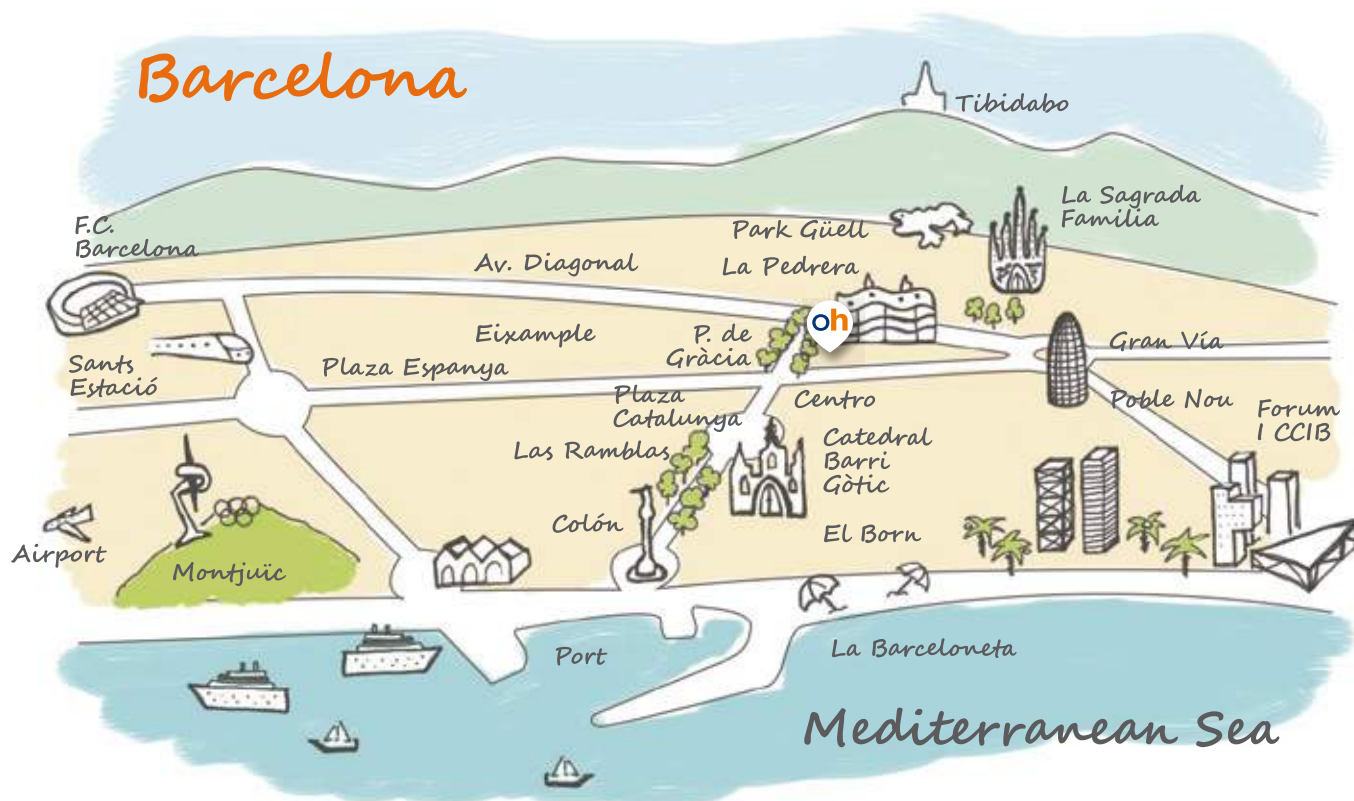 Barcelona
Tibidabo
La Sagrada
Familia
F.C.
Barcelona
Park Güell
Av. Diagonal
La Pedrera
oh
Eixample
P. de
Gràcia
Gran Vía
Sants
Estació
Plaza Espanya
Plaza
Catalunya
Centro
Poble Nou
Forum
I CCIB
Las Ramblas
Catedral
Barri
Gòtic
Colón
El Born
Airport
Montjuïc
Port
La Barceloneta
Mediterranean Sea